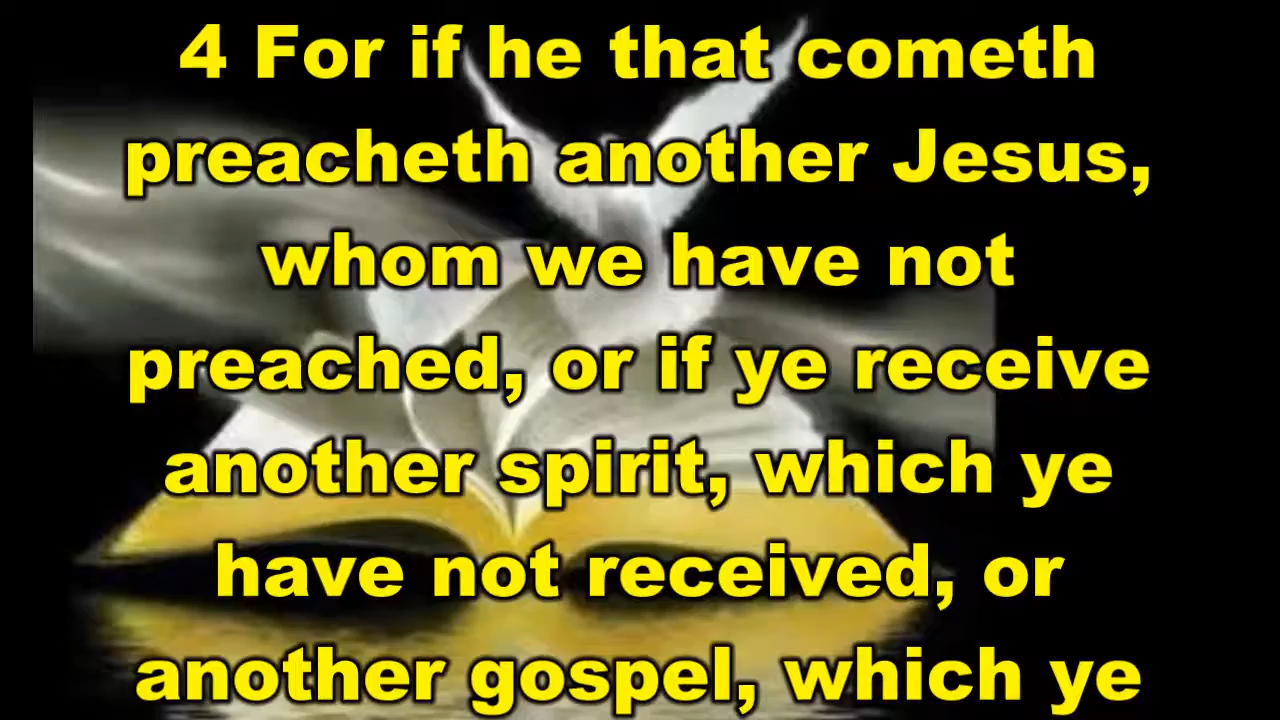 4 For if he that cometh
preacheth another Jesus,
whom we have not
preached, or if ye receive
another spirit, which ye
have not received, or
another gospel, which ye